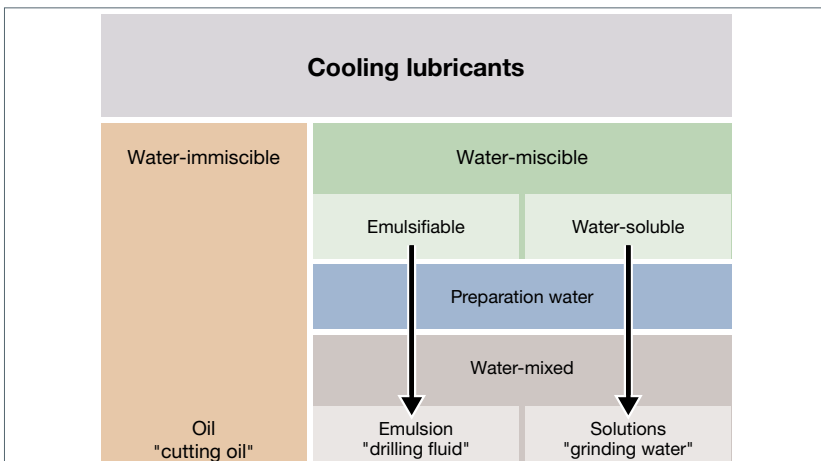 Cooling lubricants
Water-immiscible
Water-miscible
Emulsifiable
Water-soluble
Preparation water
Water-mixed
Oil
"cutting oil"
Emulsion
"drilling fluid"
Solutions
"grinding water"